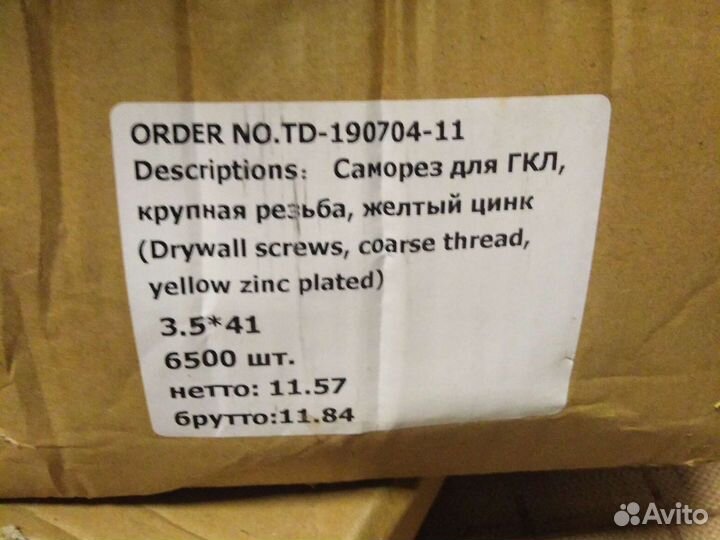 ORDER NO.TD-190704-11
Descriptions: Саморез для ГКЛ,
крупная резьба, желтый цинк
(Drywall screws, coarse thread,
yellow zinc plated)
3.5*41
6500 шт.
нетто: 11.57
брутто:11.84
Avito